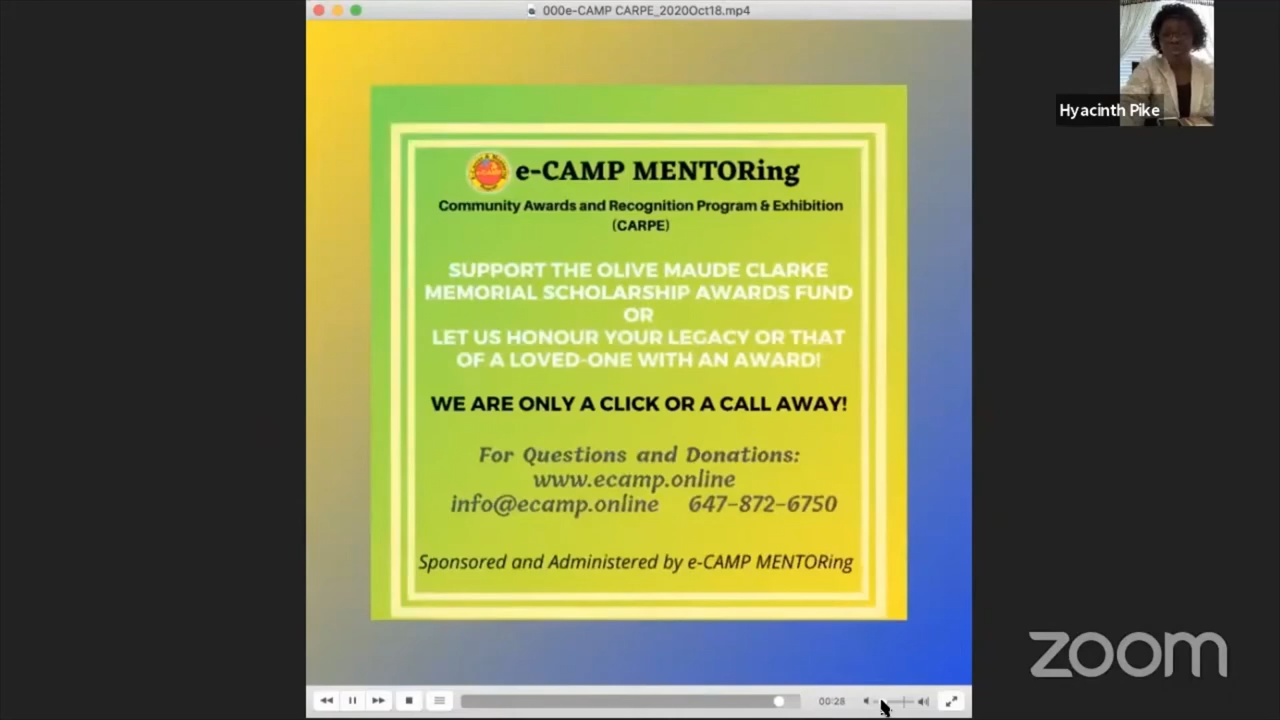 000e-CAMP CARPE_2020Oct18.mp4
Hyacinth Pike
e-CAMP MENTORing
Community Awards and Recognition Program & Exhibition
(CARPE)
SUPPORT THE OLIVE MAUDE CLARKE
MEMORIAL SCHOLARSHIP AWARDS FUND
OR
LET US HONOUR YOUR LEGACY OR THAT
OF A LOVED-ONE WITH AN AWARD!
WE ARE ONLY A CLICK OR A CALL AWAY!
For Questions and Donations:
www.ecamp.online
info@ecamp.online 647-872-6750
Sponsored and Administered by e-CAMP MENTORing
zoom
00:28